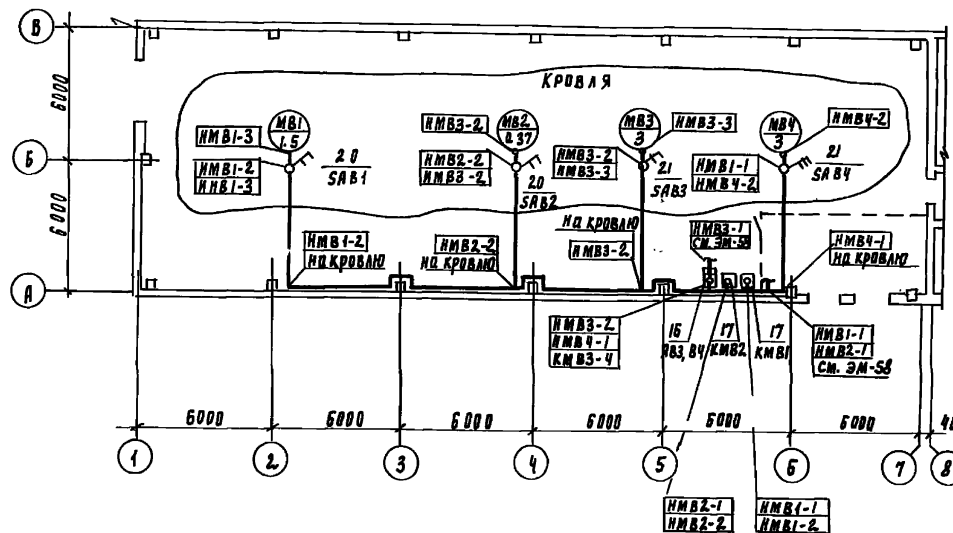 В
6000
Б
6000
А
КРОВЛЯ
МВ1
1.5
НМВ1-3
НМВ1-2
ННВ1-3
20
SAB1
МВ2
0.37
НМВ3-2
НМВ2-2
НМВ3-2
20
SAB2
МВ3
3
НМВ3-3
НМВ3-2
НМВ3-3
21
SAB3
МВ4
3
НМВ4-2
НМВ1-1
НМВ4-2
21
SAB4
НМВ1-2
НА КРОВЛЮ
НМВ2-2
НА КРОВЛЮ
НА КРОВЛЮ
НМВ3-2
НМВ3-1
СМ. ЭМ-58
НМВ4-1
НА КРОВЛЮ
НМВ3-2
НМВ4-1
КМВ3-4
16
ЯВ3, В4
17
КМВ2
17
КМВ1
НМВ1-1
НМВ2-1
СМ. ЭМ-58
6000
6000
6000
6000
6000
6000
1
2
3
4
5
6
7
8
НМВ2-1
НМВ2-2
НМВ1-1
НМВ1-2